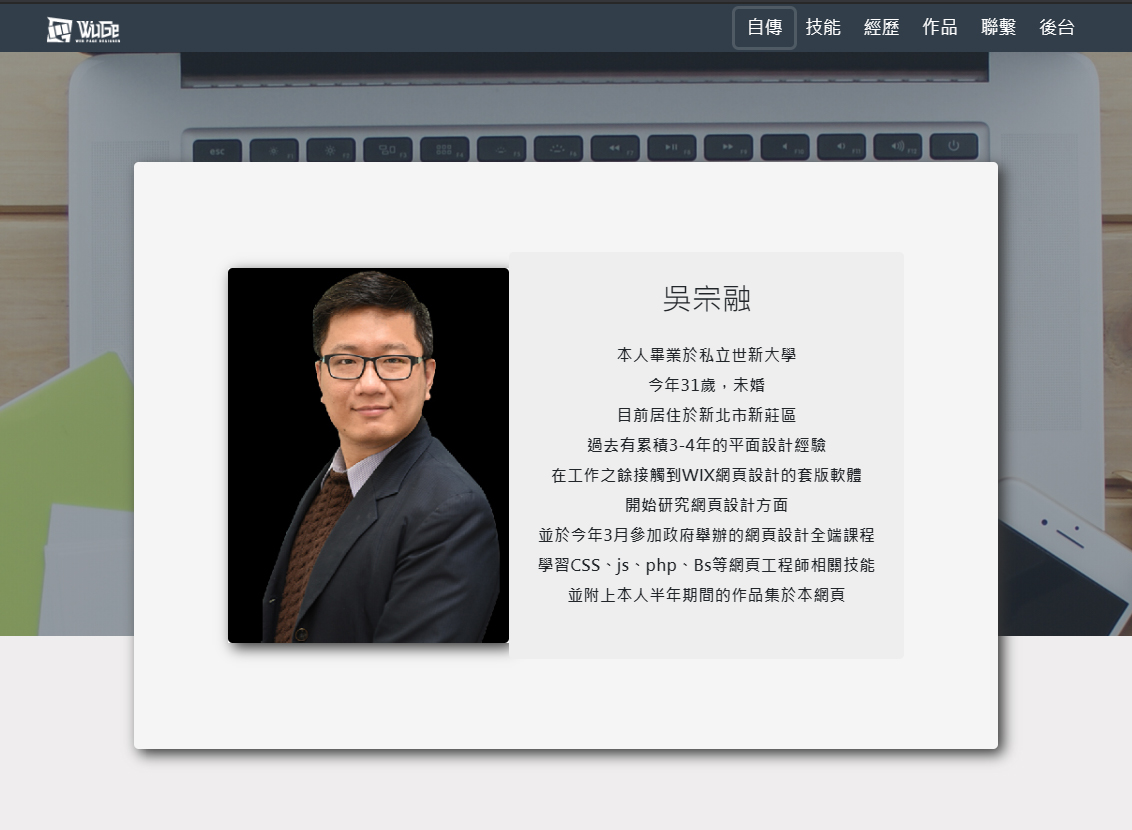 WuGe
WEB PAGE DESIGNER
自傳 技能 經歷 作品 聯繫 後台
esc
吳宗融
本人畢業於私立世新大學
今年31歲，未婚
目前居住於新北市新莊區
過去有累積3-4年的平面設計經驗
在工作之餘接觸到WIX網頁設計的套版軟體
開始研究網頁設計方面
並於今年3月參加政府舉辦的網頁設計全端課程
學習CSS、js、php、Bs等網頁工程師相關技能
並附上本人半年期間的作品集於本網頁